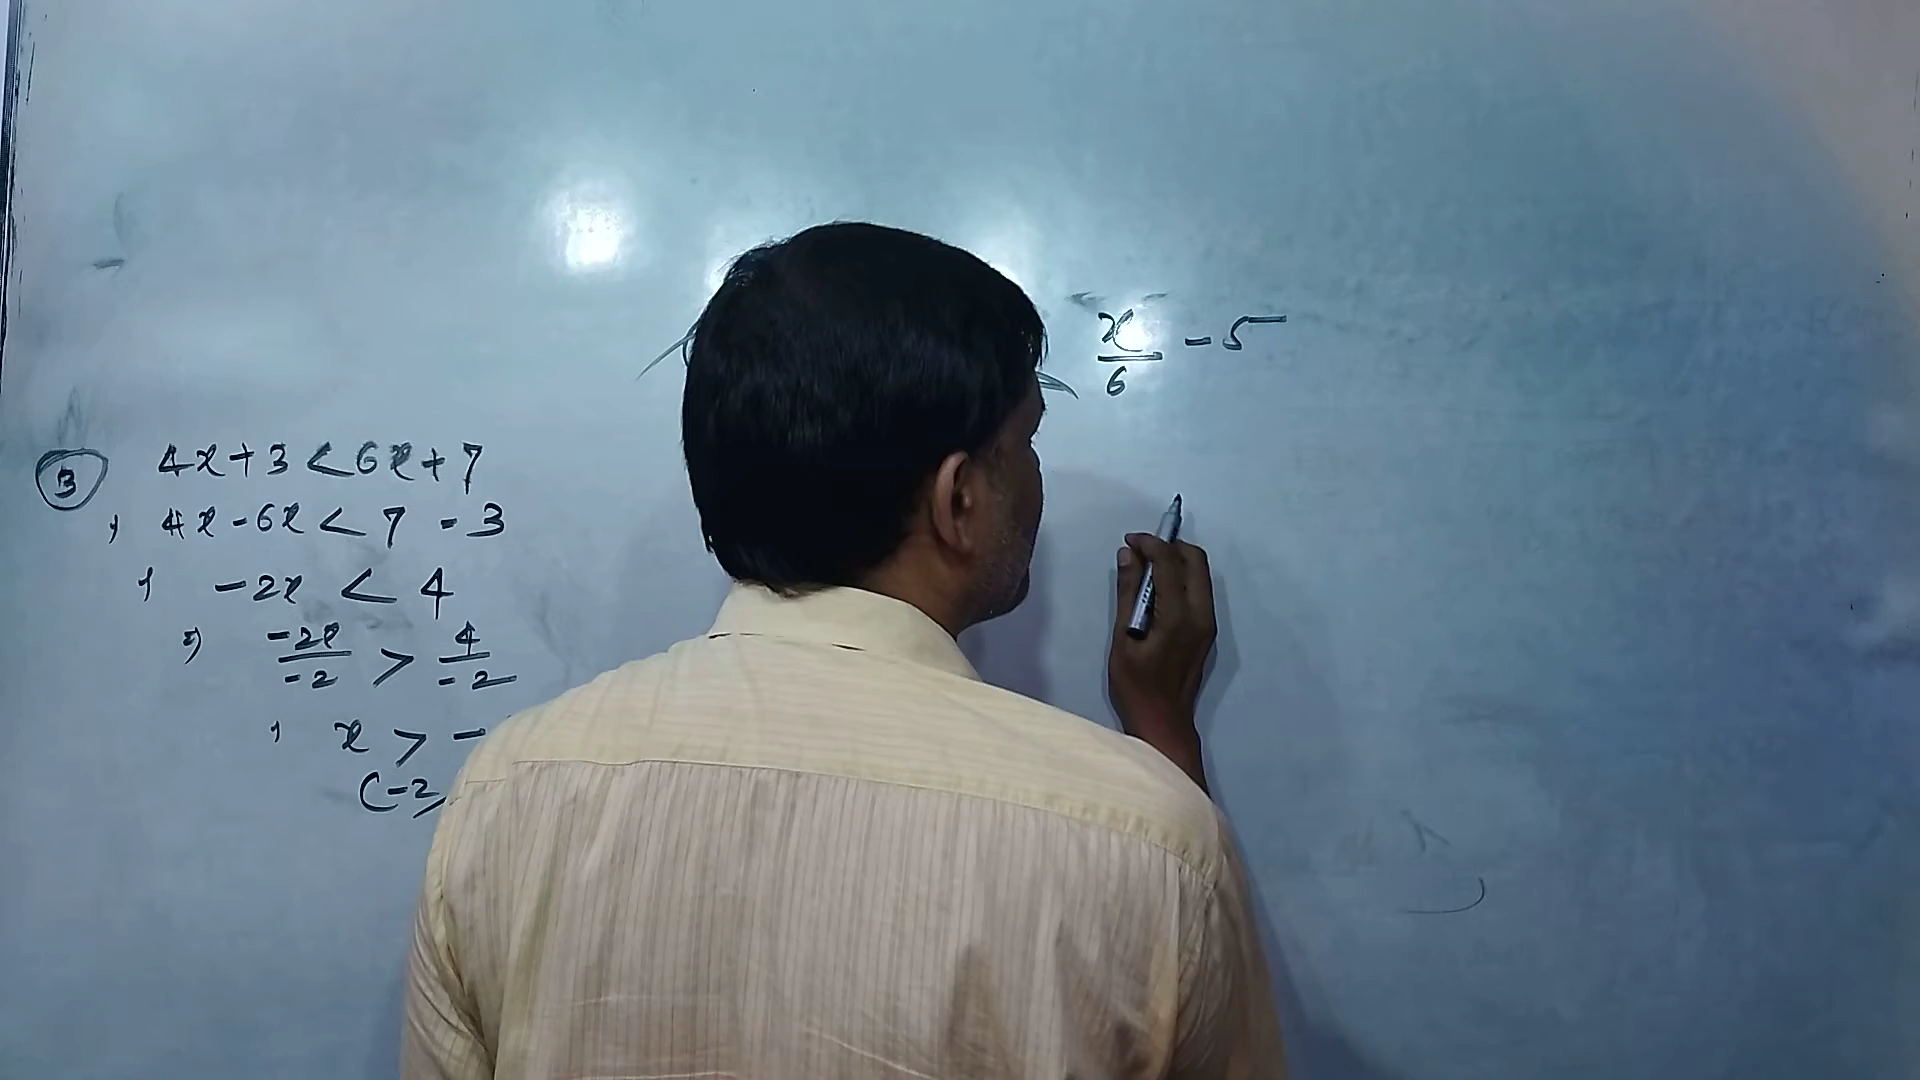 ③ 4x + 3 < 6x + 7
4x - 6x < 7 - 3
-2x < 4
-2x/-2 > 4/-2
x > -
(-2,
x/6 - 5